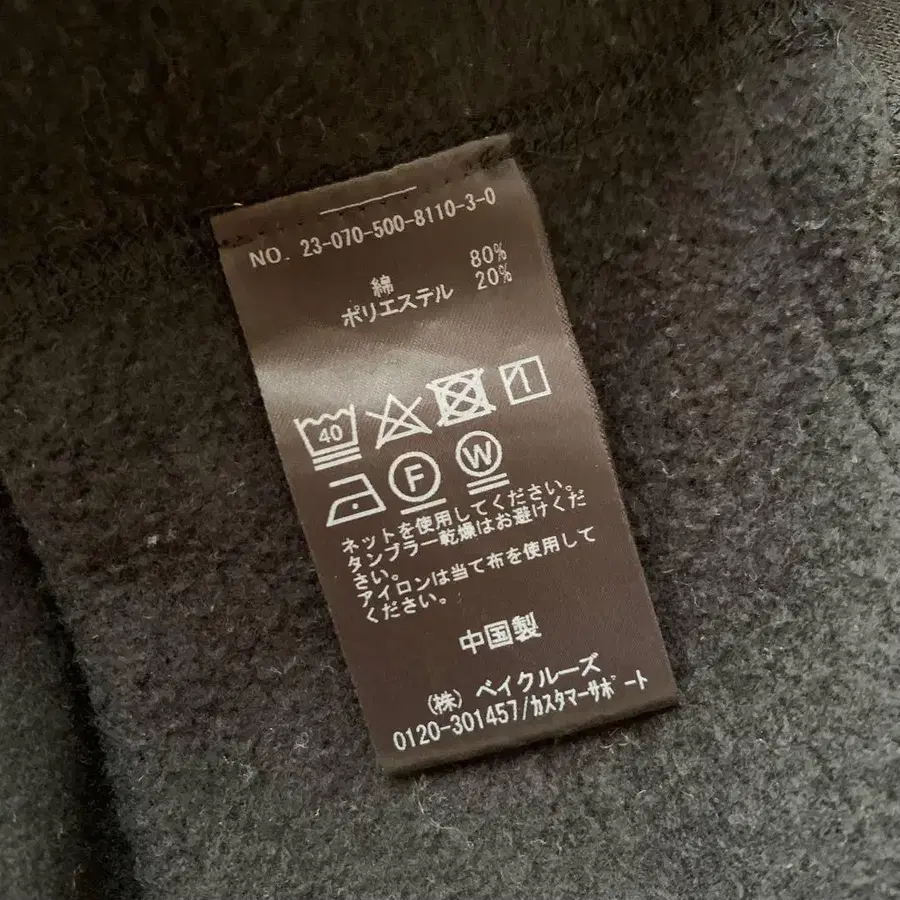 NO. 23-070-500-8110-3-0
綿 80%
ポリエステル 20%
40
F W
ネットを使用してください。
タンブラー乾燥はお避けくだ
さい。
アイロンは当て布を使用して
ください。
中国製
(株) ベイクルーズ
0120-301457/カスタマーサポート